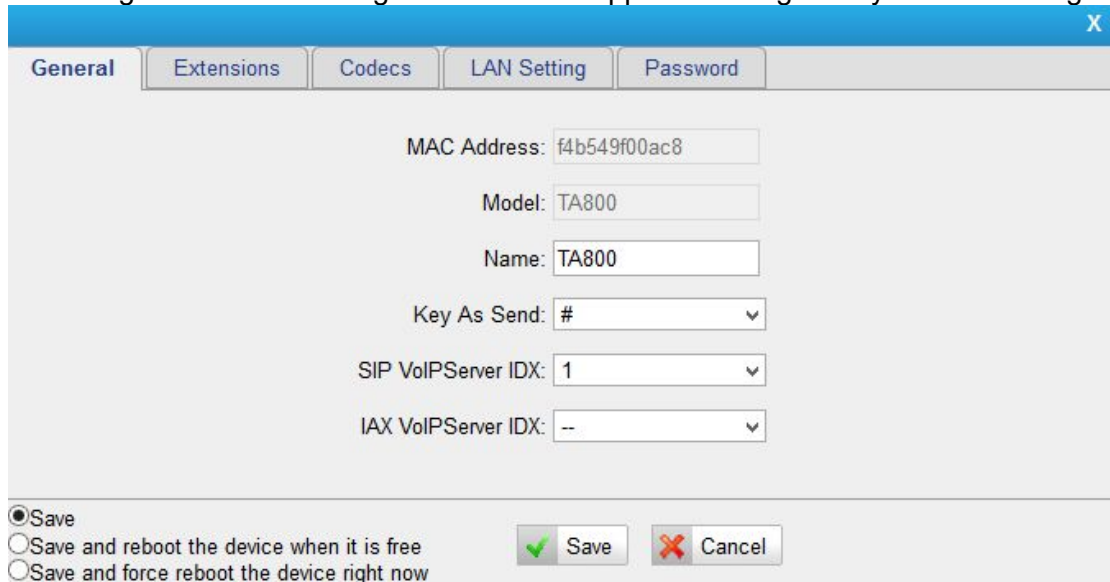 X
General Extensions Codecs LAN Setting Password
MAC Address: f4b549f00ac8
Model: TA800
Name: TA800
Key As Send: #
SIP VoIPServer IDX: 1
IAX VoIPServer IDX: --
Save
Save and reboot the device when it is free
Save and force reboot the device right now
Save Cancel